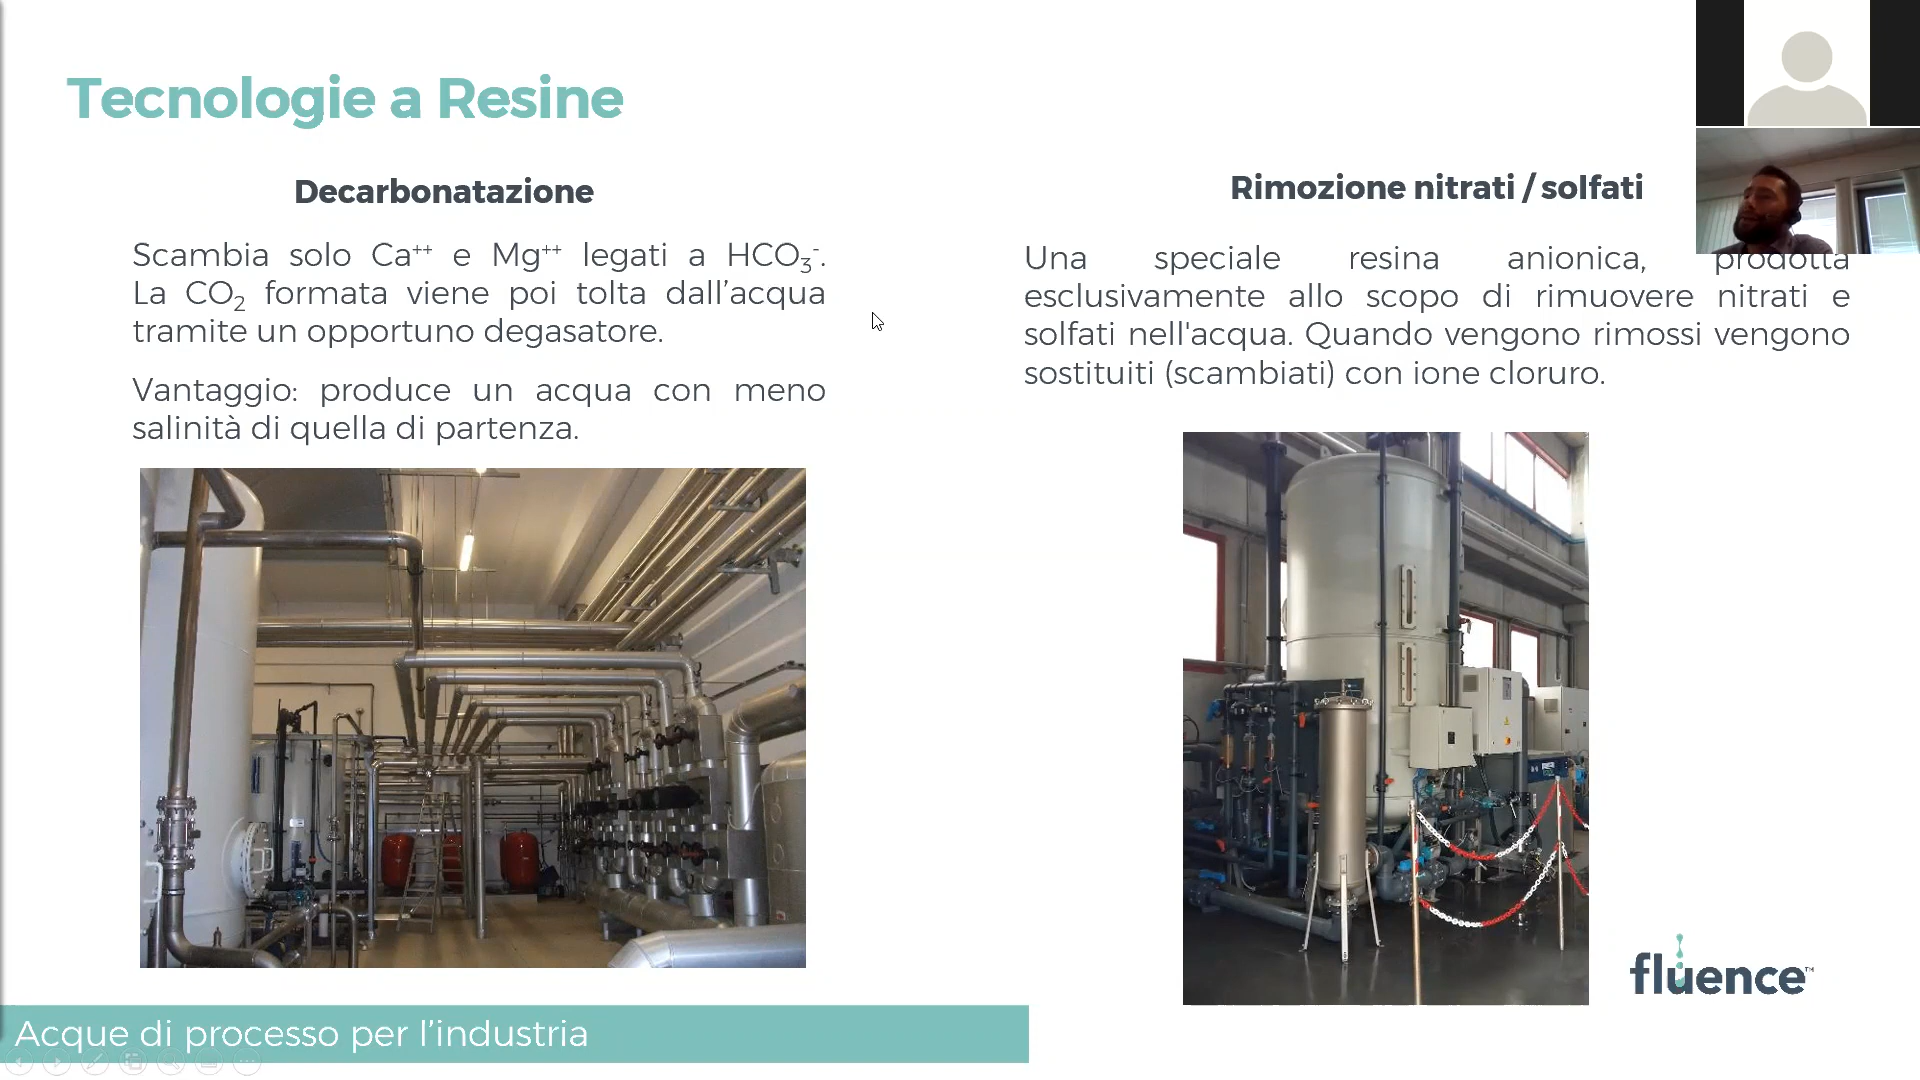 Tecnologie a Resine
Decarbonatazione
Scambia solo Ca⁺⁺ e Mg⁺⁺ legati a HCO₃⁻.
La CO₂ formata viene poi tolta dall’acqua
tramite un opportuno degasatore.
Vantaggio: produce un acqua con meno
salinità di quella di partenza.
Rimozione nitrati / solfati
Una speciale resina anionica, prodotta
esclusivamente allo scopo di rimuovere nitrati e
solfati nell'acqua. Quando vengono rimossi vengono
sostituiti (scambiati) con ione cloruro.
fluence™
Acque di processo per l’industria